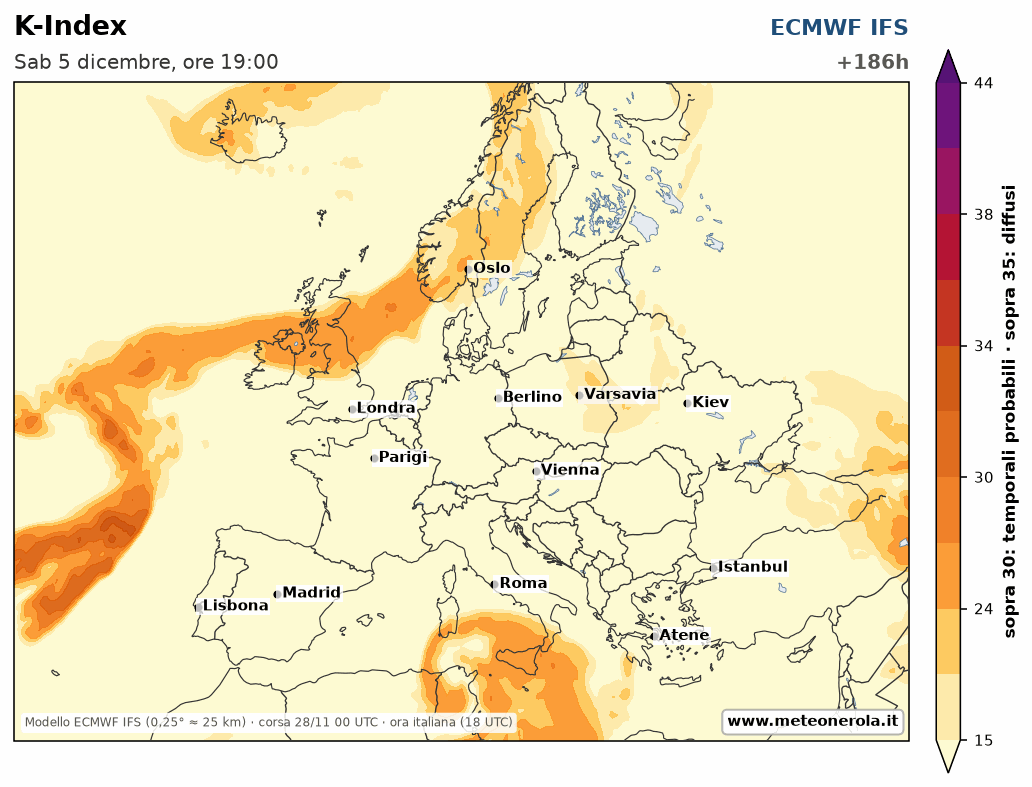 K-Index
ECMWF IFS
Sab 5 dicembre, ore 19:00
+186h
44
38
34
30
24
15
sopra 30: temporali probabili · sopra 35: diffusi
Oslo
Berlino
Varsavia
Kiev
Londra
Parigi
Vienna
Istanbul
Roma
Madrid
Lisbona
Atene
Modello ECMWF IFS (0,25° ≈ 25 km) · corsa 28/11 00 UTC · ora italiana (18 UTC)
www.meteonerola.it